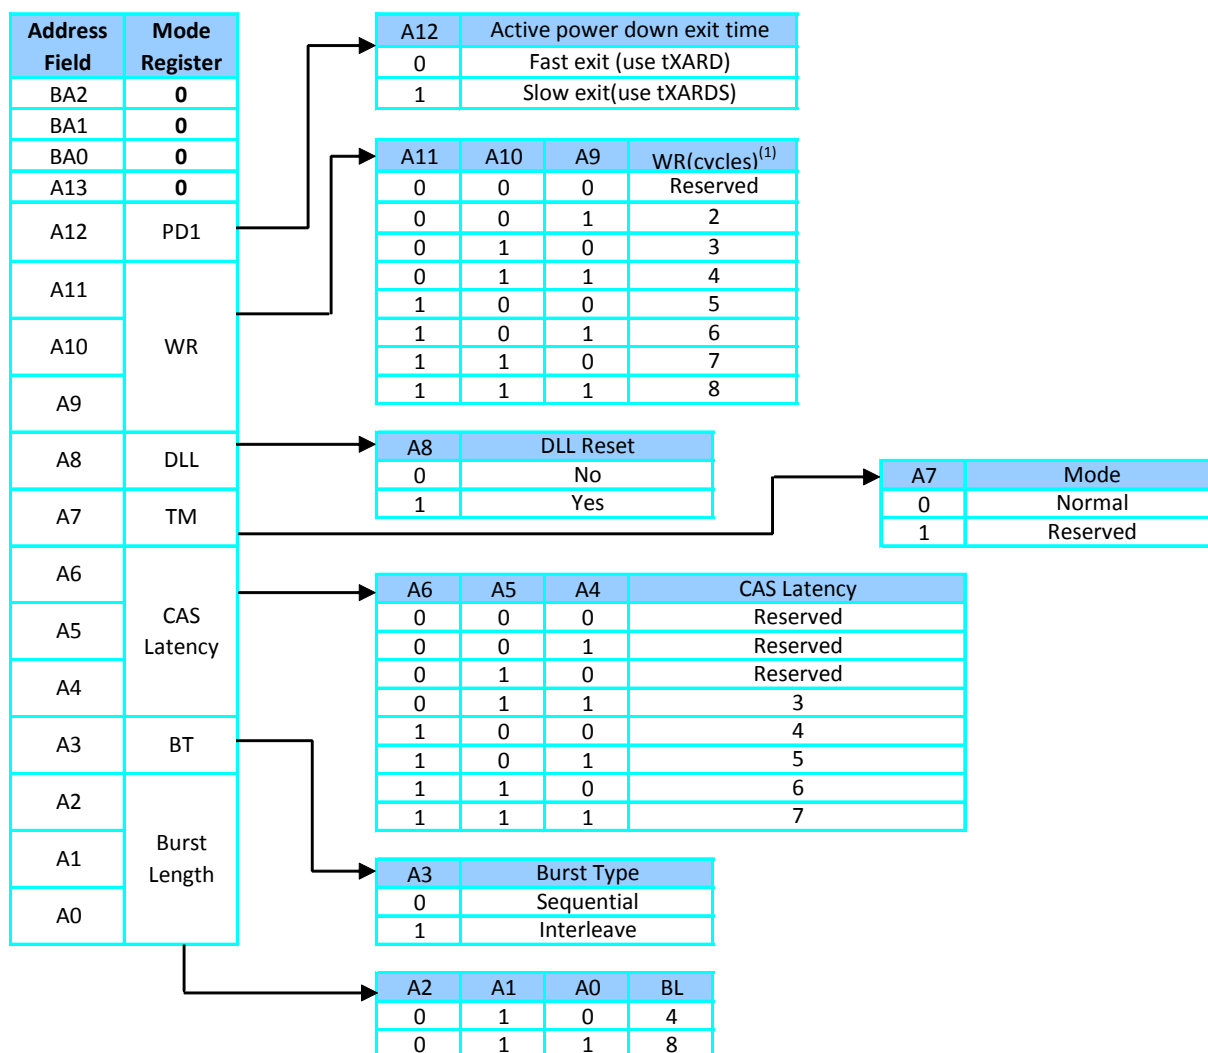 Address Field Mode Register
BA2 0
BA1 0
BA0 0
A13 0
A12 PD1
A11
A10 WR
A9
A8 DLL
A7 TM
A6
A5 CAS Latency
A4
A3 BT
A2
A1 Burst Length
A0
A12 Active power down exit time
0 Fast exit (use tXARD)
1 Slow exit(use tXARDS)
A11 A10 A9 WR(cycles)(1)
0 0 0 Reserved
0 0 1 2
0 1 0 3
0 1 1 4
1 0 0 5
1 0 1 6
1 1 0 7
1 1 1 8
A8 DLL Reset
0 No
1 Yes
A7 Mode
0 Normal
1 Reserved
A6 A5 A4 CAS Latency
0 0 0 Reserved
0 0 1 Reserved
0 1 0 Reserved
0 1 1 3
1 0 0 4
1 0 1 5
1 1 0 6
1 1 1 7
A3 Burst Type
0 Sequential
1 Interleave
A2 A1 A0 BL
0 1 0 4
0 1 1 8